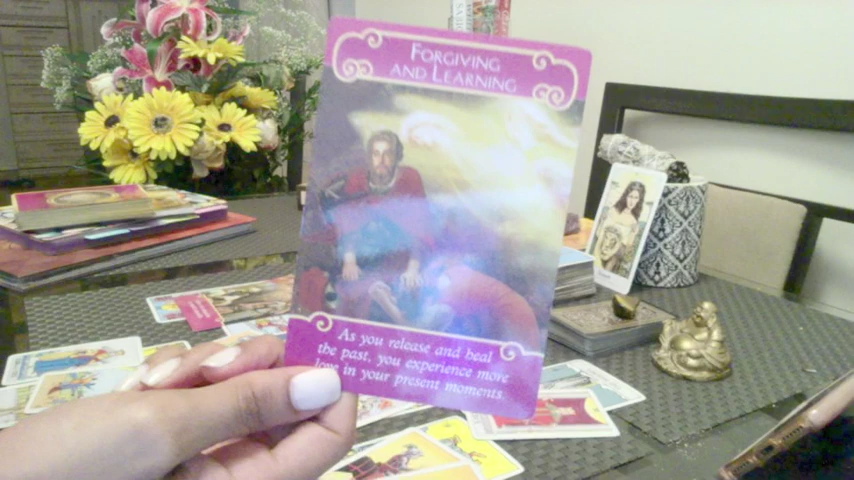 FORGIVING
AND LEARNING
As you release and heal
the past, you experience more
love in your present moments.